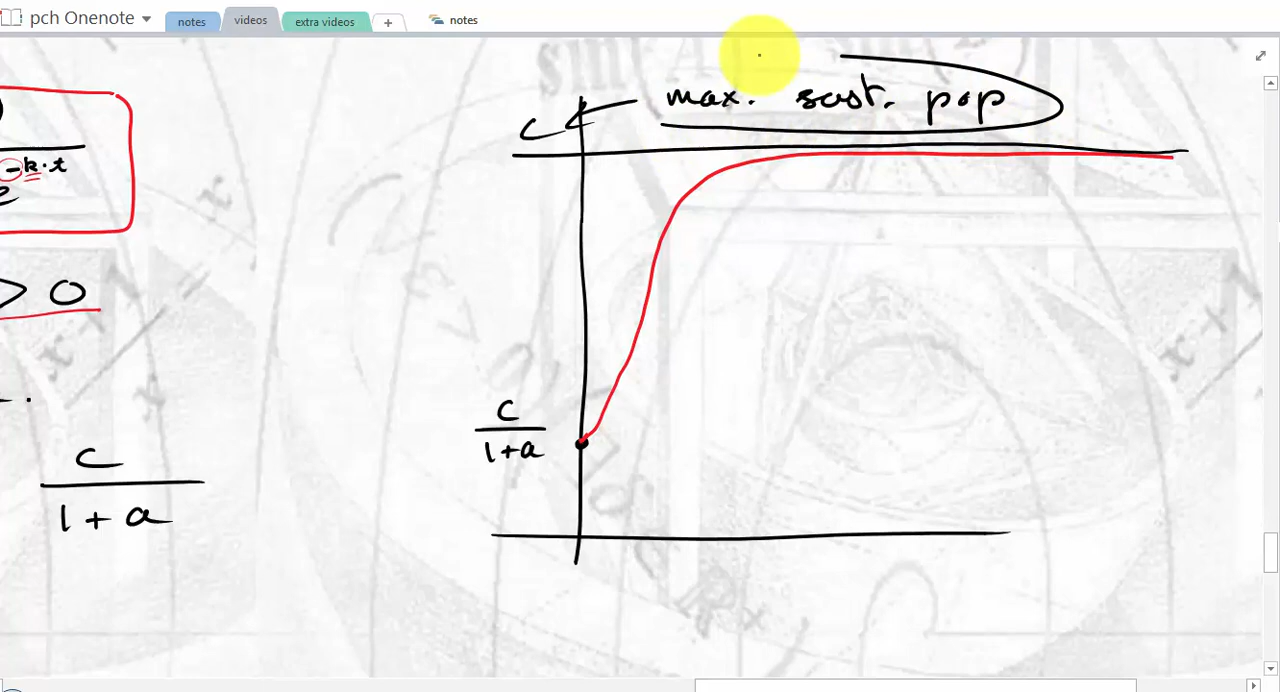 pch Onenote
notes
videos
extra videos
+
notes
max. sust. pop
c
-k·t
> 0
c
1+a
c
1 + a